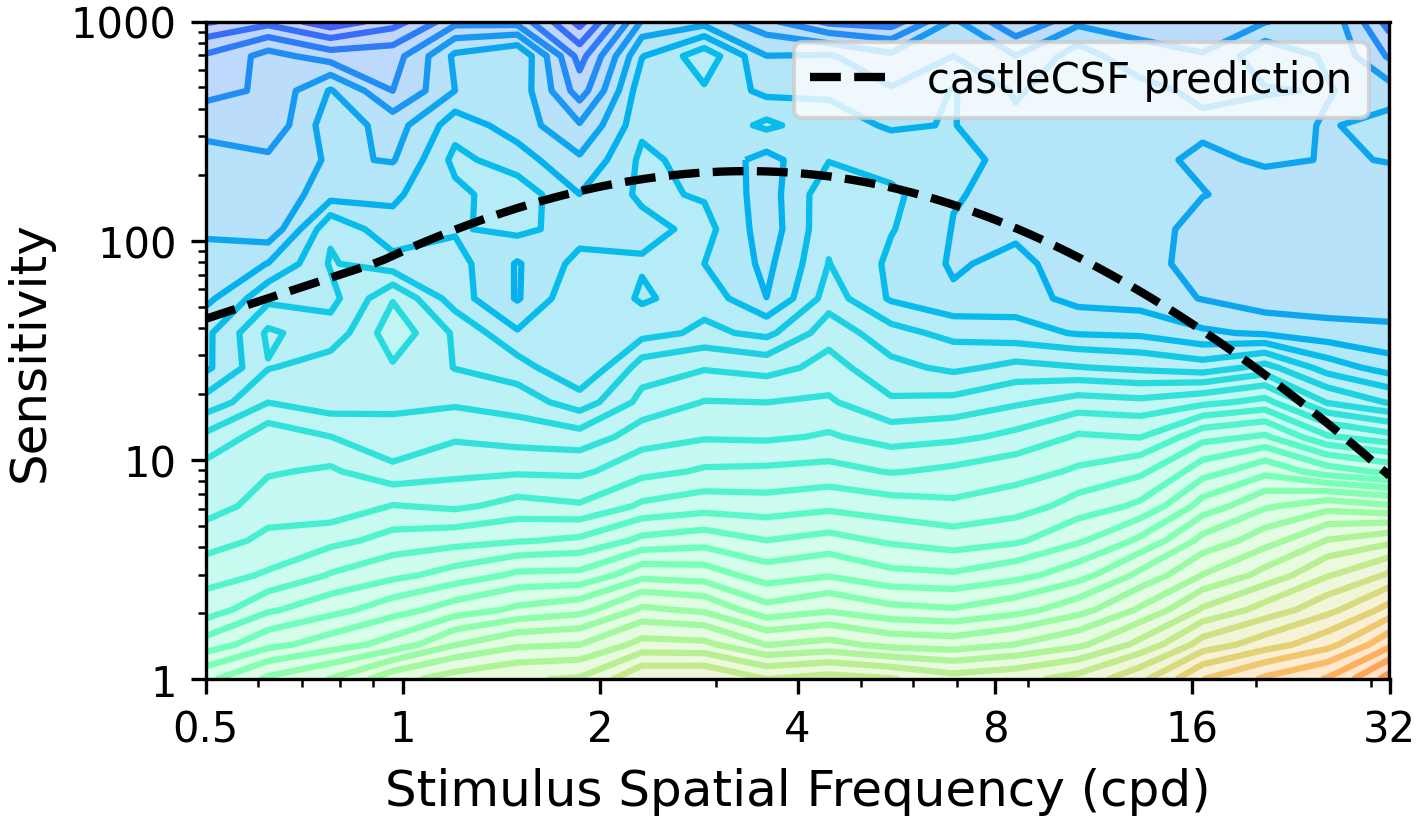 1000
100
10
1
Sensitivity
castleCSF prediction
0.5 1 2 4 8 16 32
Stimulus Spatial Frequency (cpd)